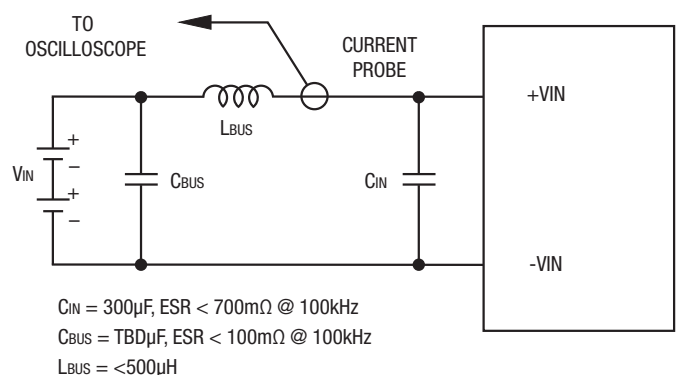 TO
OSCILLOSCOPE
CURRENT
PROBE
+VIN
LBUS
VIN
+
−
+
−
CBUS
CIN
-VIN
CIN = 300µF, ESR < 700mΩ @ 100kHz
CBUS = TBDµF, ESR < 100mΩ @ 100kHz
LBUS = <500µH